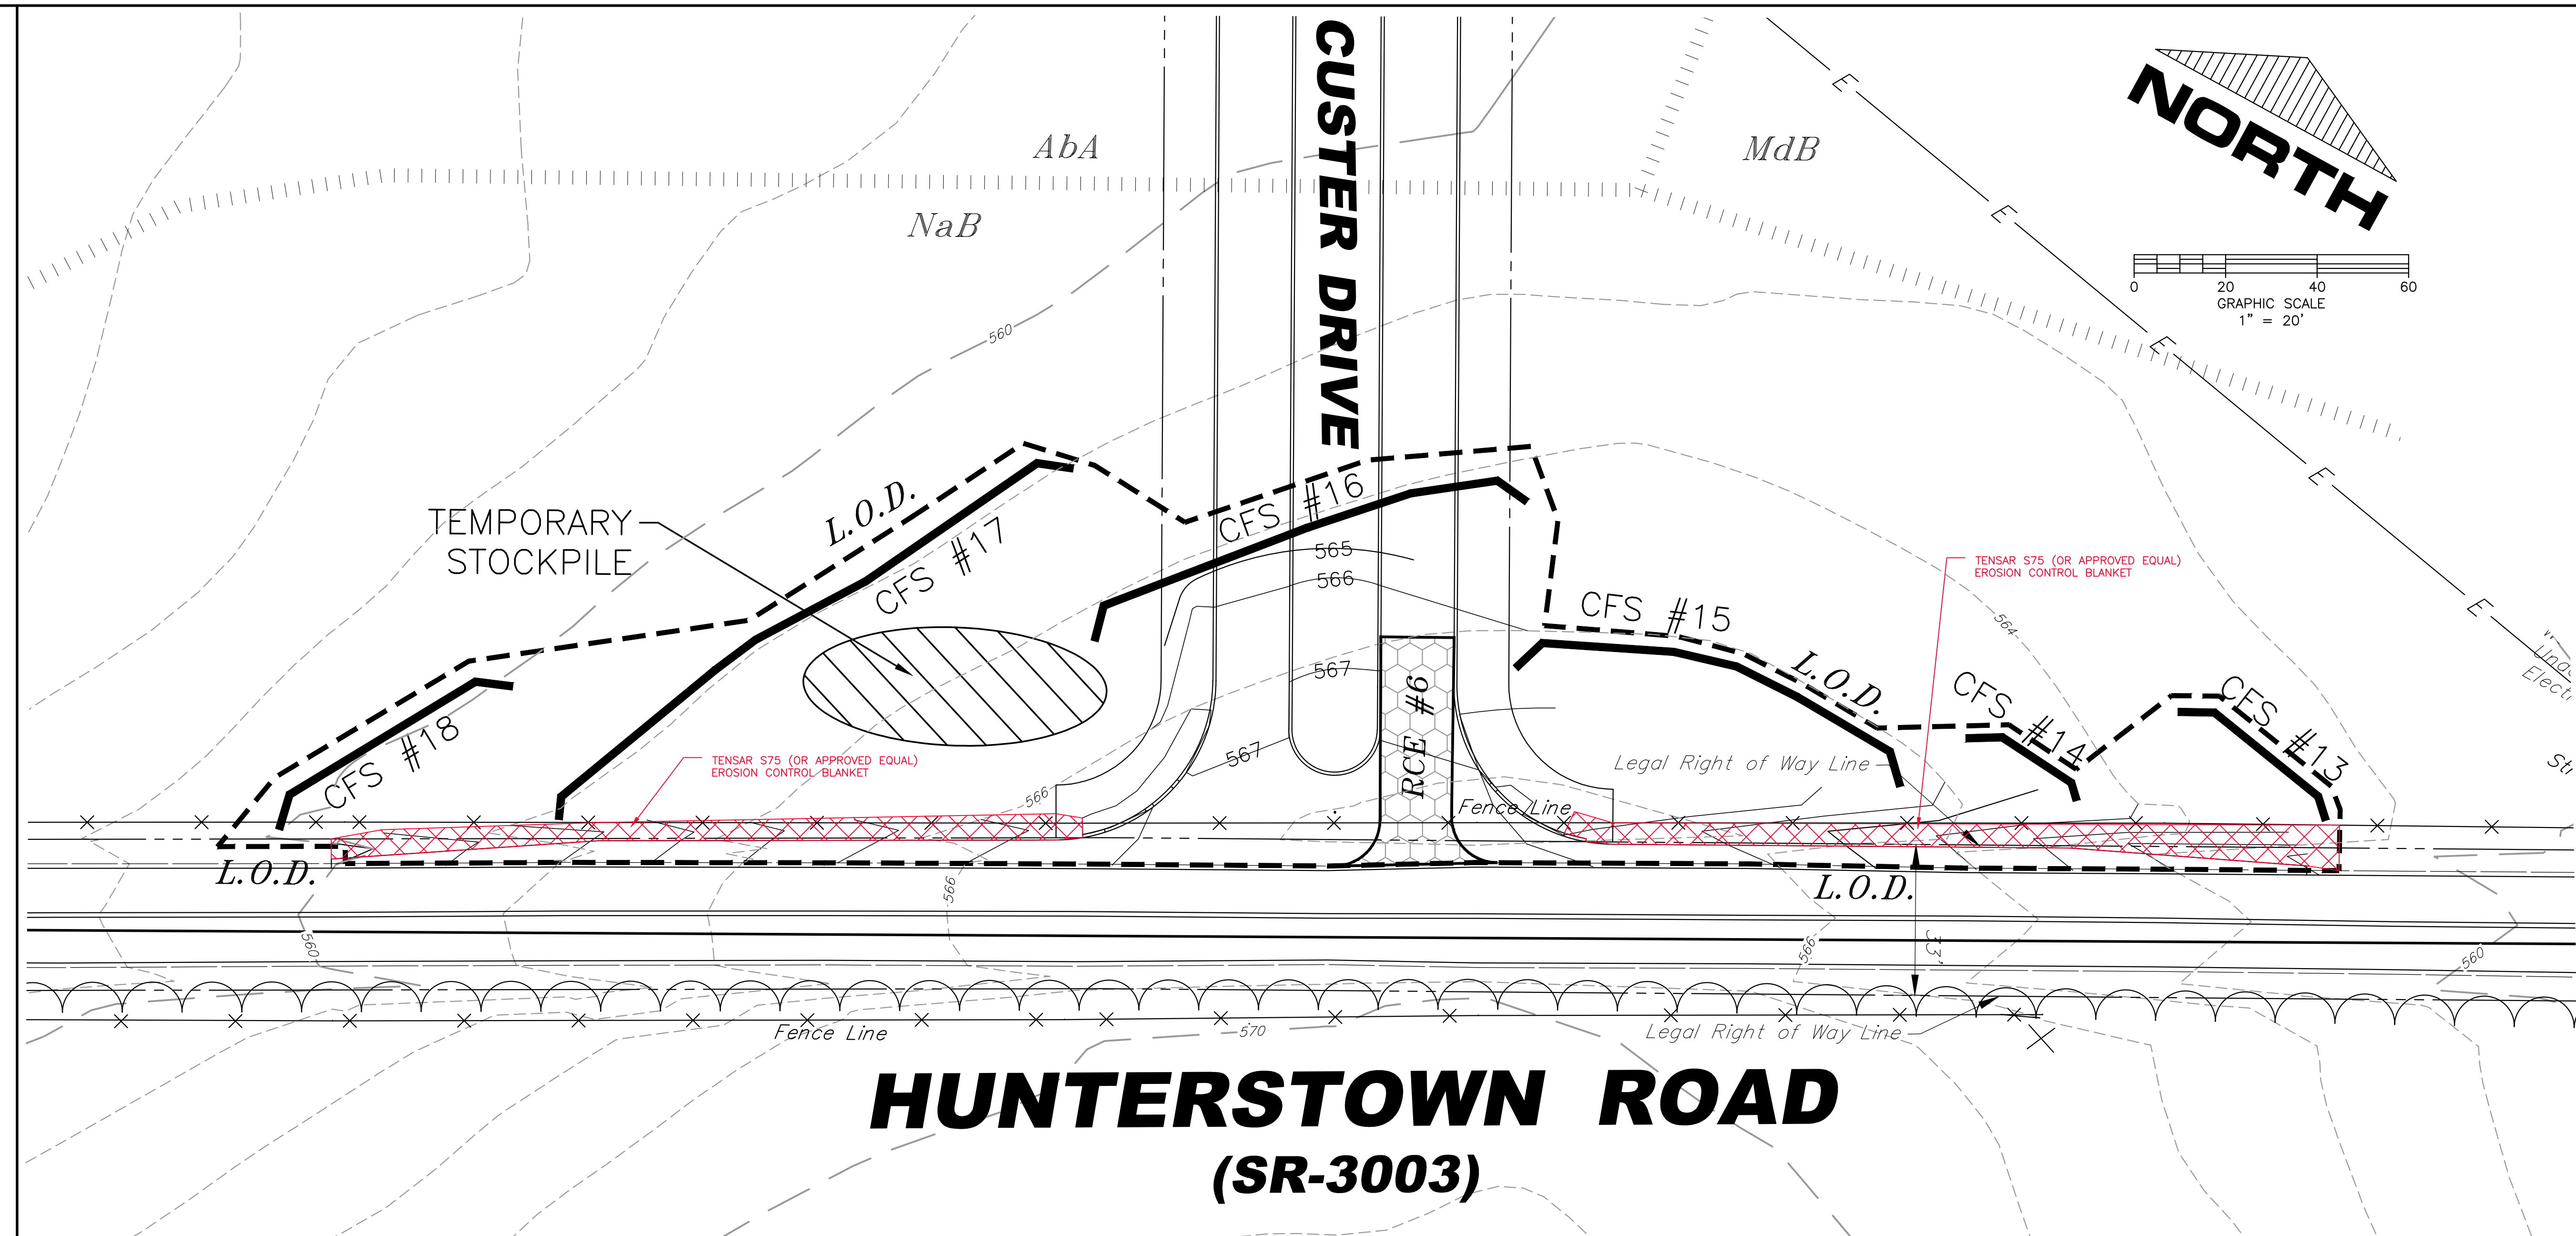 CUSTER DRIVE
NORTH
AbA
MdB
NaB
E
E
E
E
E
0 20 40 60
GRAPHIC SCALE
1" = 20'
560
L.O.D.
TEMPORARY
STOCKPILE
CFS #17
CFS #16
565
566
TENSAR S75 (OR APPROVED EQUAL)
EROSION CONTROL BLANKET
CFS #15
564
L.O.D.
567
RCE #6
CFS #14
CFS #13
CFS #18
567
TENSAR S75 (OR APPROVED EQUAL)
EROSION CONTROL BLANKET
Legal Right of Way Line
566
Fence Line
L.O.D.
L.O.D.
566
560
566
33'
560
Fence Line
570
Legal Right of Way Line
HUNTERSTOWN ROAD
(SR-3003)